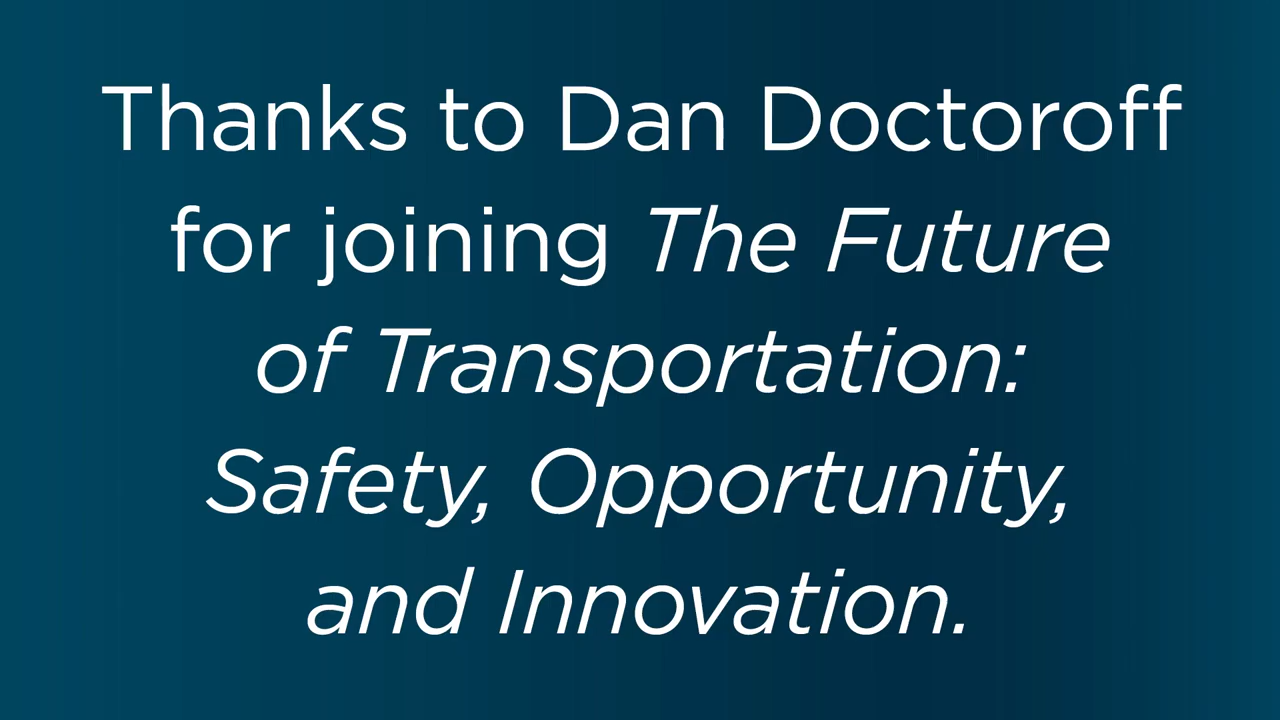 Thanks to Dan Doctoroff
for joining The Future
of Transportation:
Safety, Opportunity,
and Innovation.